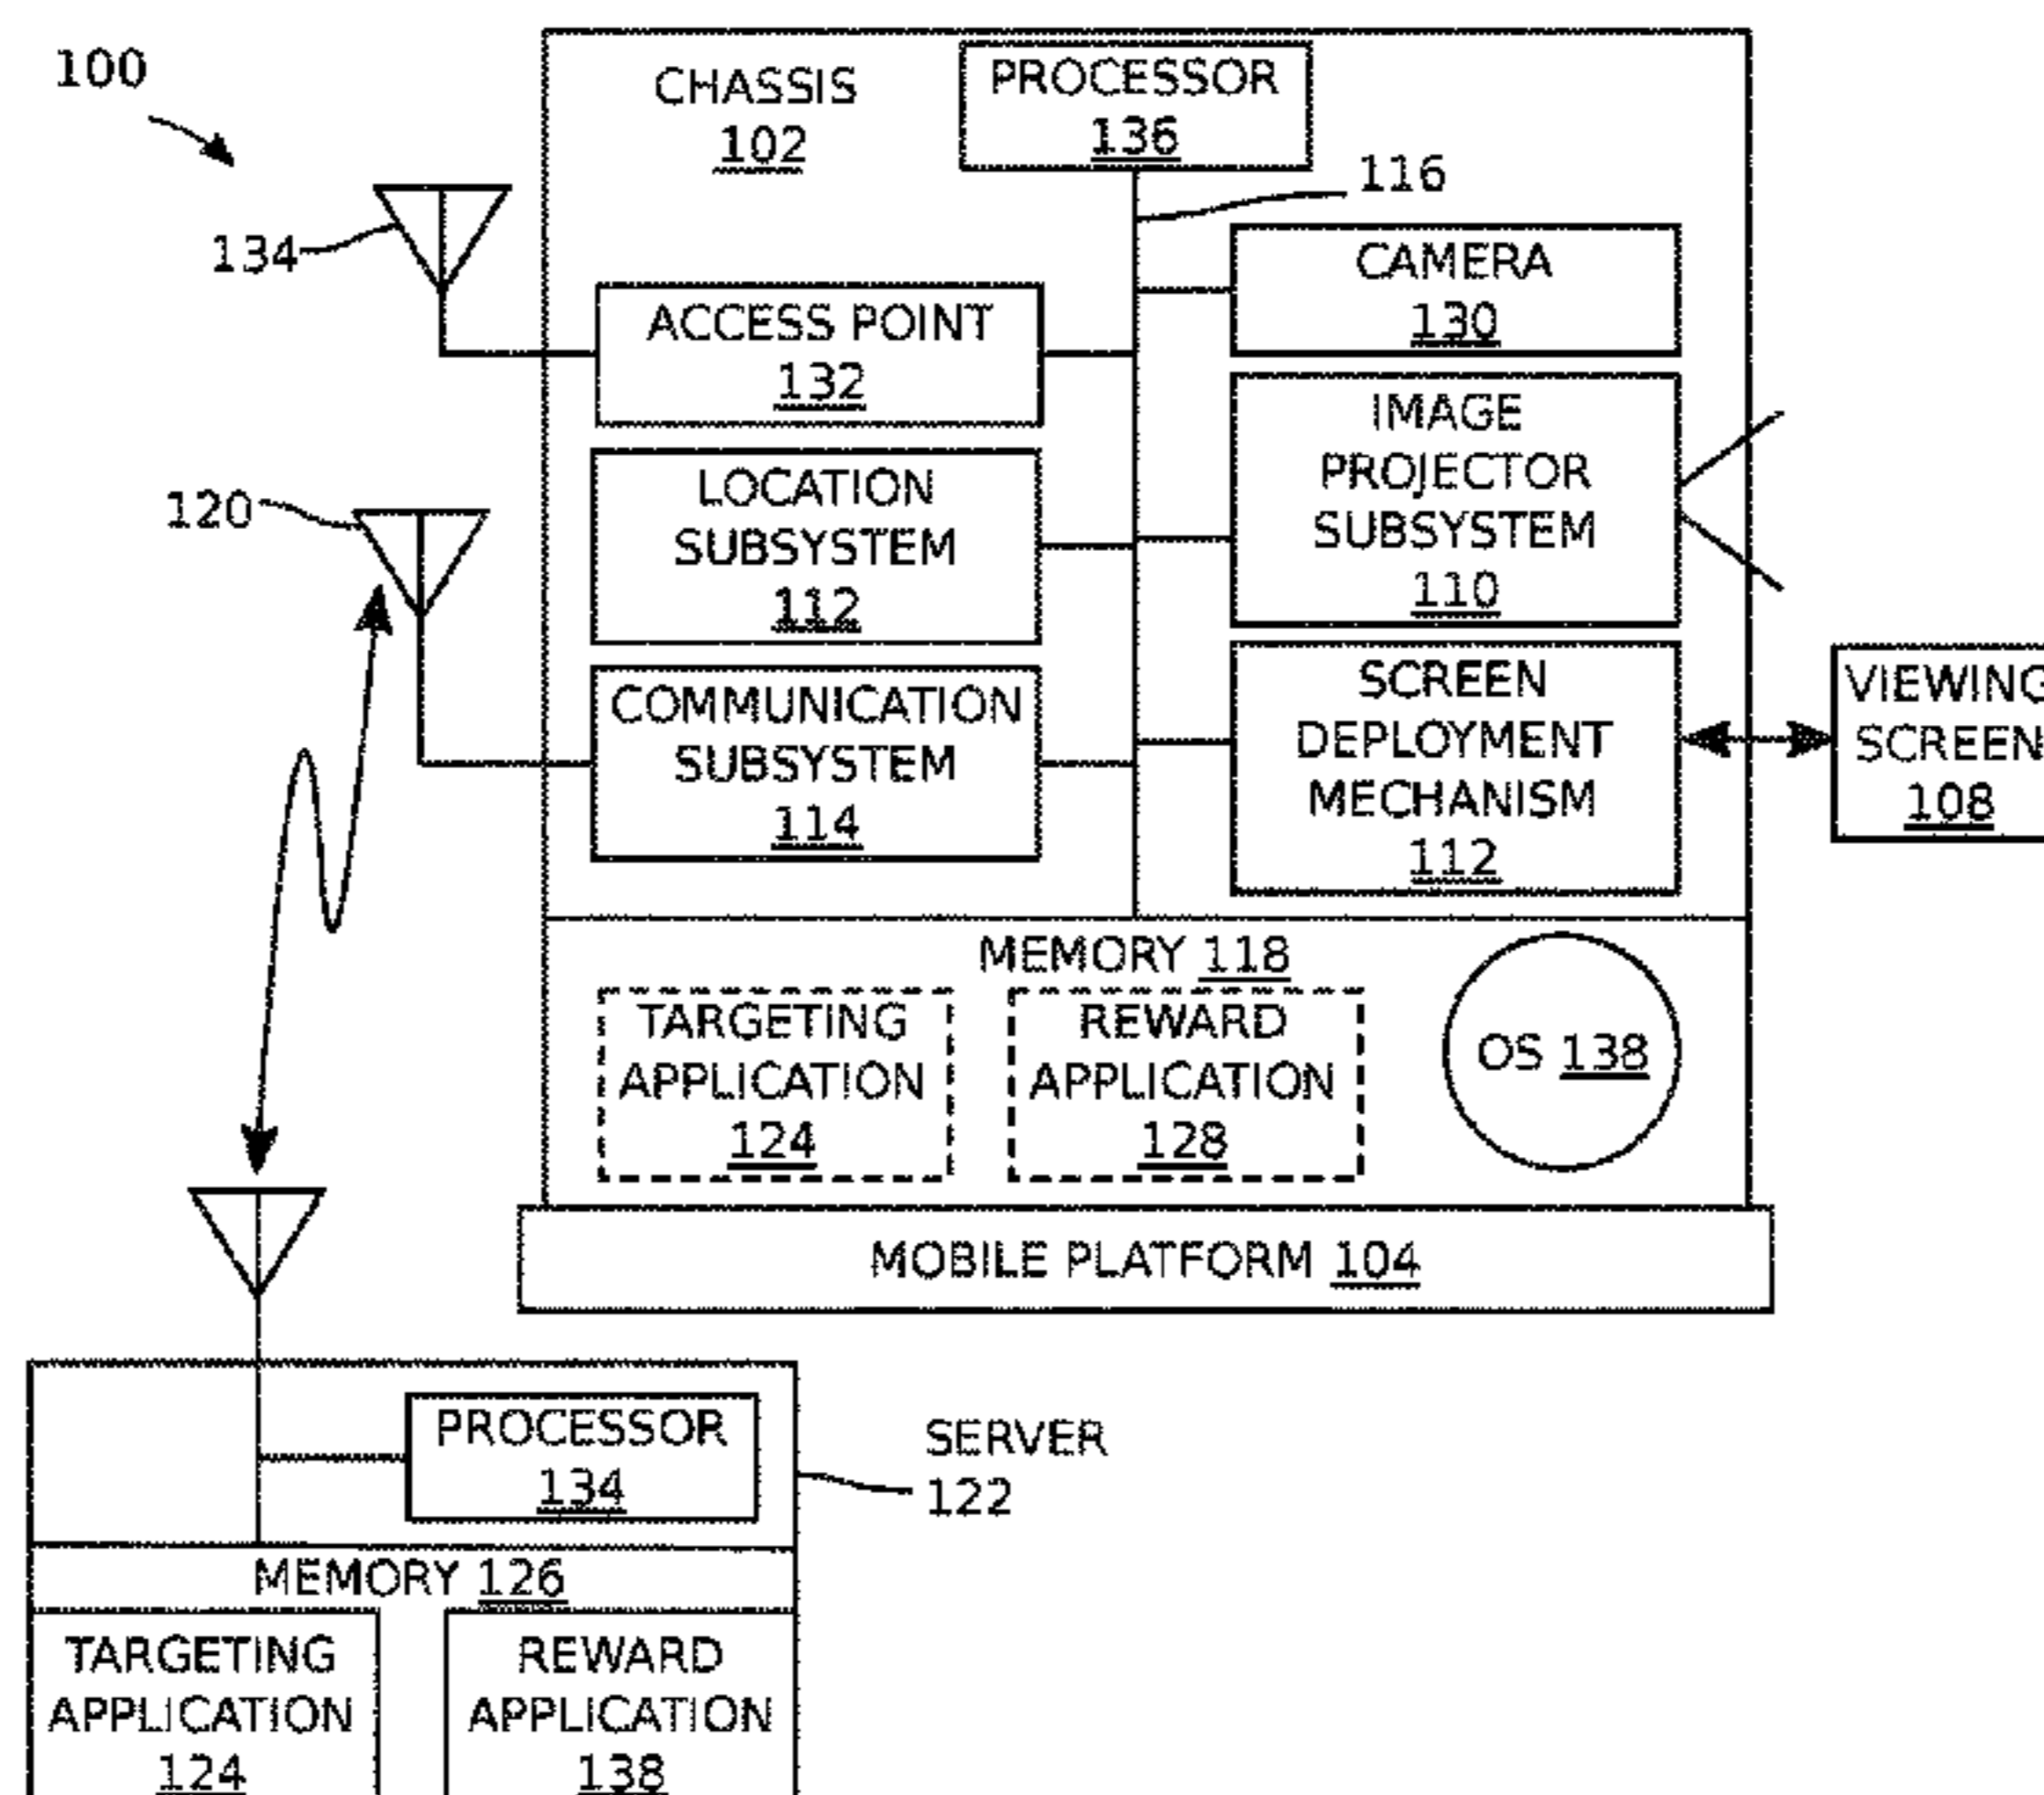 100
CHASSIS
102
PROCESSOR
136
116
134
ACCESS POINT
132
CAMERA
130
IMAGE
PROJECTOR
SUBSYSTEM
110
120
LOCATION
SUBSYSTEM
112
COMMUNICATION
SUBSYSTEM
114
SCREEN
DEPLOYMENT
MECHANISM
112
VIEWING
SCREEN
108
MEMORY 118
TARGETING
APPLICATION
124
REWARD
APPLICATION
128
OS 138
MOBILE PLATFORM 104
PROCESSOR
134
SERVER
122
MEMORY 126
TARGETING
APPLICATION
124
REWARD
APPLICATION
138